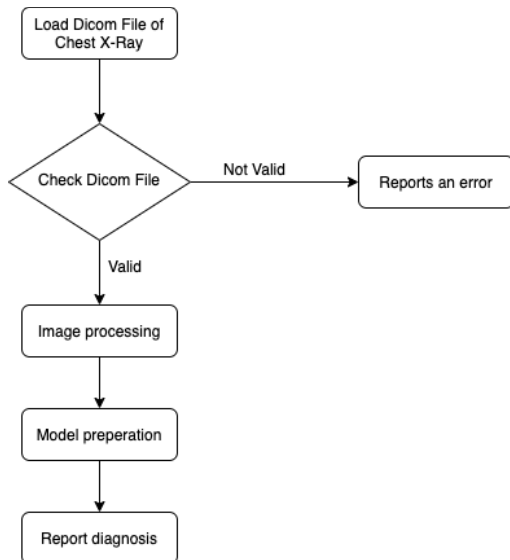 Load Dicom File of
Chest X-Ray
Check Dicom File
Not Valid
Reports an error
Valid
Image processing
Model preperation
Report diagnosis